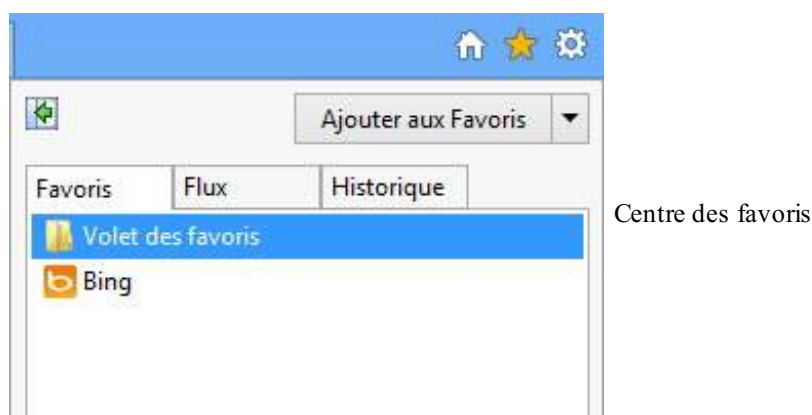 Ajouter aux Favoris
Favoris
Flux
Historique
Volet des favoris
Bing
Centre des favoris